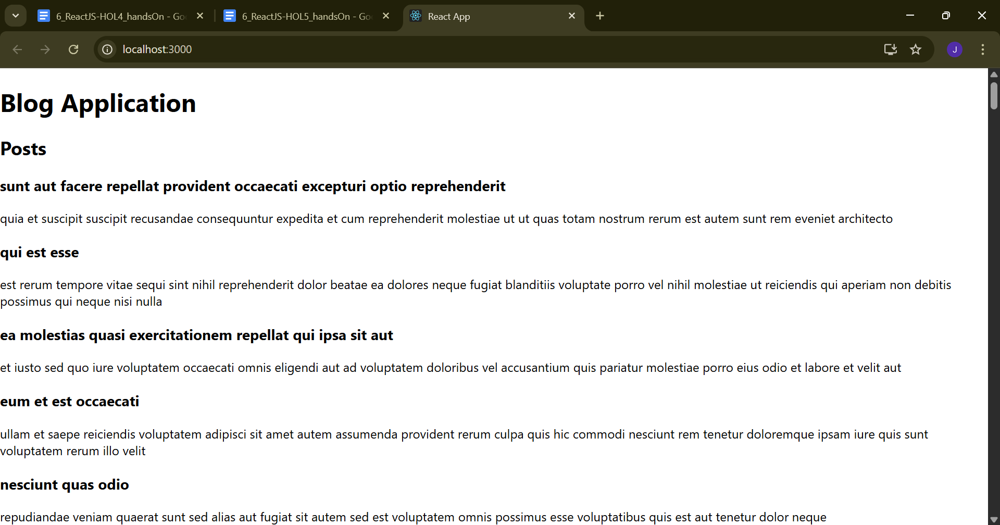 6_ReactJS-HOL4_handsOn - Go
6_ReactJS-HOL5_handsOn - Go
React App
localhost:3000
J
Blog Application
Posts
sunt aut facere repellat provident occaecati excepturi optio reprehenderit
quia et suscipit suscipit recusandae consequuntur expedita et cum reprehenderit molestiae ut ut quas totam nostrum rerum est autem sunt rem eveniet architecto
qui est esse
est rerum tempore vitae sequi sint nihil reprehenderit dolor beatae ea dolores neque fugiat blanditiis voluptate porro vel nihil molestiae ut reiciendis qui aperiam non debitis
possimus qui neque nisi nulla
ea molestias quasi exercitationem repellat qui ipsa sit aut
et iusto sed quo iure voluptatem occaecati omnis eligendi aut ad voluptatem doloribus vel accusantium quis pariatur molestiae porro eius odio et labore et velit aut
eum et est occaecati
ullam et saepe reiciendis voluptatem adipisci sit amet autem assumenda provident rerum culpa quis hic commodi nesciunt rem tenetur doloremque ipsam iure quis sunt
voluptatem rerum illo velit
nesciunt quas odio
repudiandae veniam quaerat sunt sed alias aut fugiat sit autem sed est voluptatem omnis possimus esse voluptatibus quis est aut tenetur dolor neque